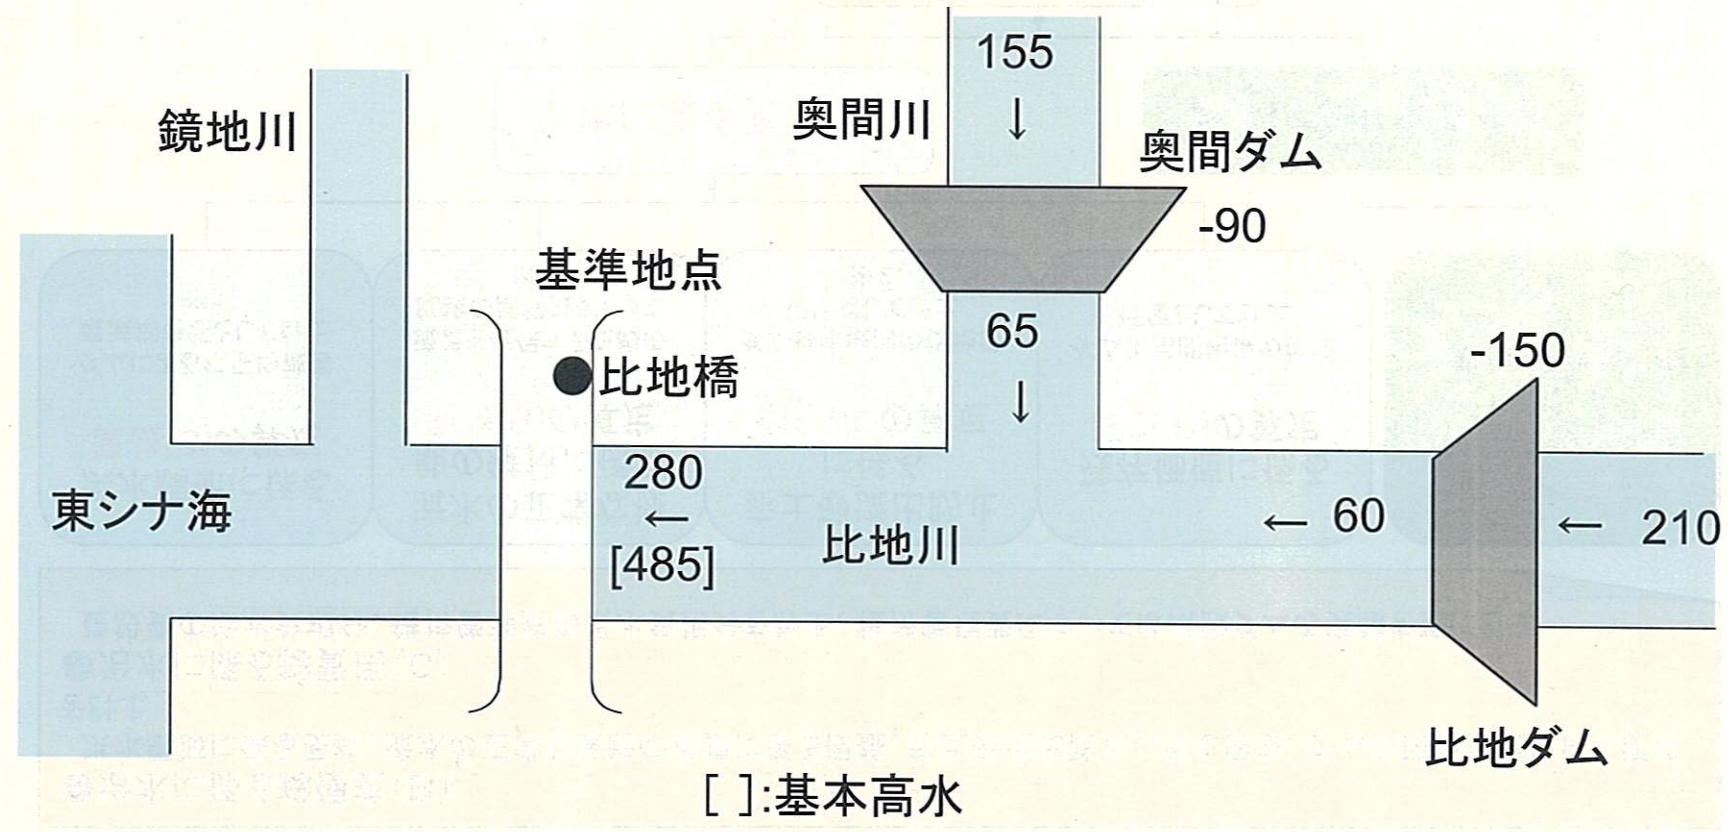 155
↓
鏡地川
奥間川
奥間ダム
-90
基準地点
65
↓
-150
比地橋
280
←
[485]
東シナ海
比地川
← 60
← 210
比地ダム
[ ]:基本高水